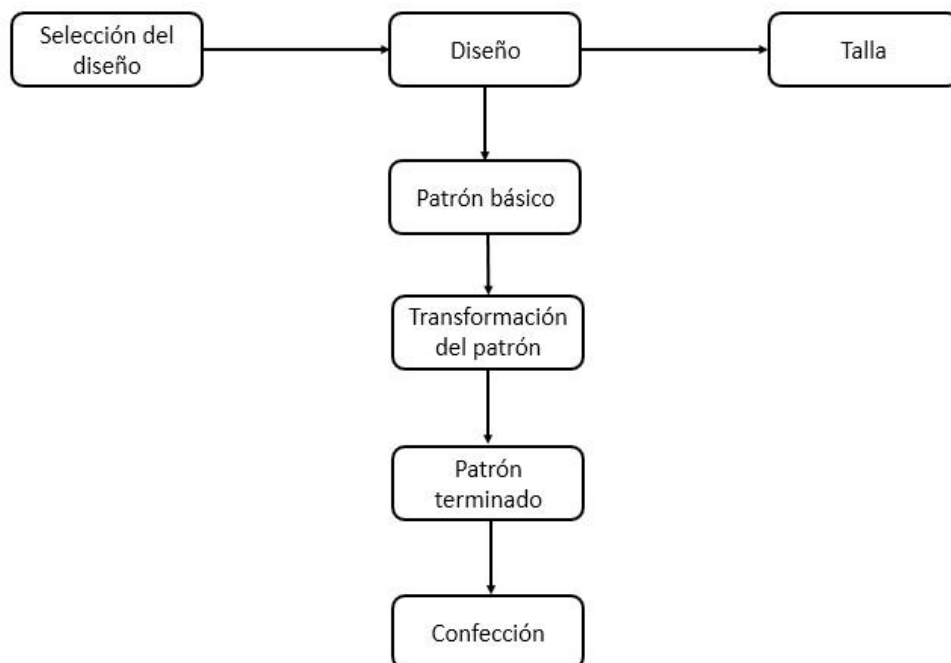 Selección del
diseño
Diseño
Talla
Patrón básico
Transformación
del patrón
Patrón
terminado
Confección